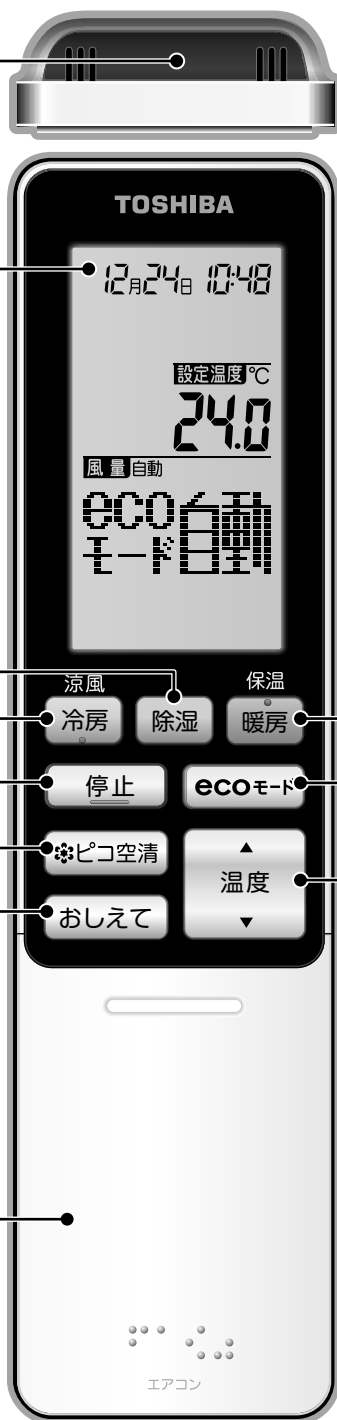 TOSHIBA
12月24日 10:48
設定温度 ℃
24.0
風量 自動
eco自動
モード
涼風 保温
冷房 除湿 暖房
停止 ecoモード
ピコ空清
温度
おしえて
エアコン